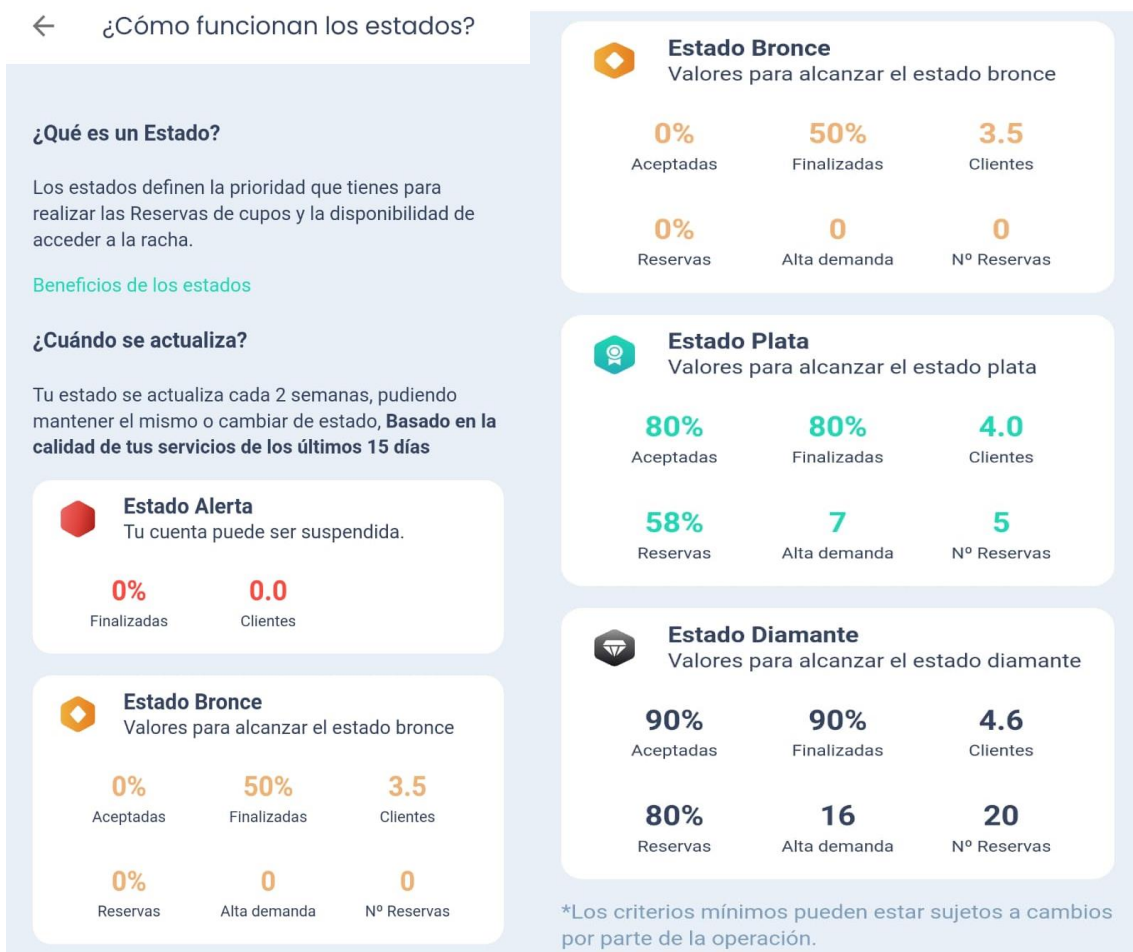 ¿Cómo funcionan los estados?
¿Qué es un Estado?
Los estados definen la prioridad que tienes para
realizar las Reservas de cupos y la disponibilidad de
acceder a la racha.
Beneficios de los estados
¿Cuándo se actualiza?
Tu estado se actualiza cada 2 semanas, pudiendo
mantener el mismo o cambiar de estado, Basado en la
calidad de tus servicios de los últimos 15 días
Estado Alerta
Tu cuenta puede ser suspendida.
0% 0.0
Finalizadas Clientes
Estado Bronce
Valores para alcanzar el estado bronce
0% 50% 3.5
Aceptadas Finalizadas Clientes
0% 0 0
Reservas Alta demanda Nº Reservas
Estado Bronce
Valores para alcanzar el estado bronce
0% 50% 3.5
Aceptadas Finalizadas Clientes
0% 0 0
Reservas Alta demanda Nº Reservas
Estado Plata
Valores para alcanzar el estado plata
80% 80% 4.0
Aceptadas Finalizadas Clientes
58% 7 5
Reservas Alta demanda Nº Reservas
Estado Diamante
Valores para alcanzar el estado diamante
90% 90% 4.6
Aceptadas Finalizadas Clientes
80% 16 20
Reservas Alta demanda Nº Reservas
*Los criterios mínimos pueden estar sujetos a cambios
por parte de la operación.